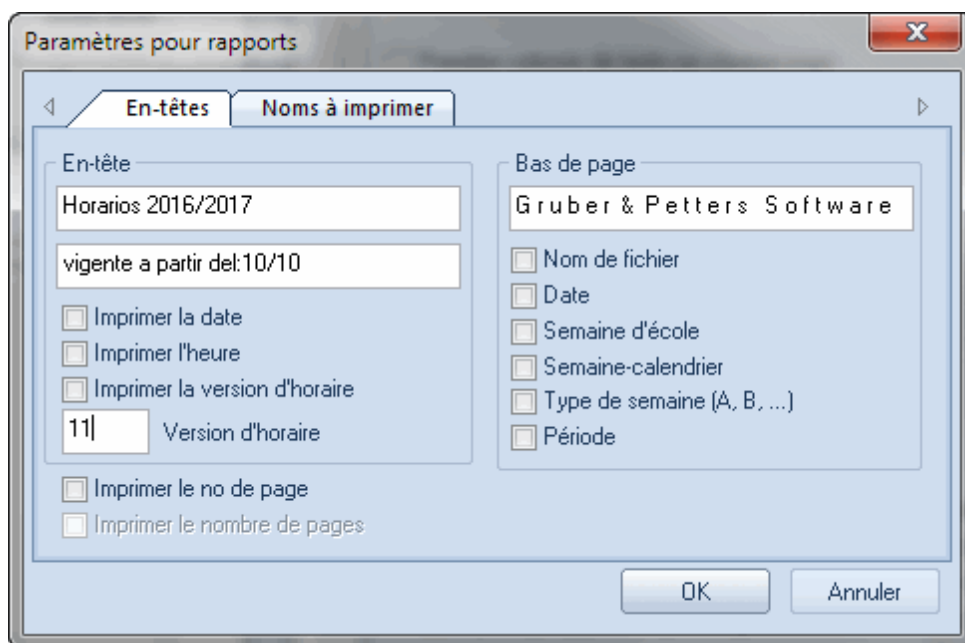 Paramètres pour rapports
En-têtes
Noms à imprimer
En-tête
Horarios 2016/2017
vigente a partir del:10/10
Imprimer la date
Imprimer l'heure
Imprimer la version d'horaire
11 Version d'horaire
Imprimer le no de page
Imprimer le nombre de pages
Bas de page
Gruber & Petters Software
Nom de fichier
Date
Semaine d'école
Semaine-calendrier
Type de semaine (A, B, ...)
Période
OK
Annuler